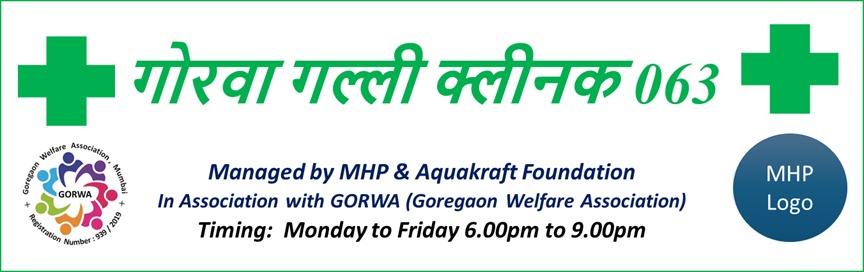 गोरवा गल्ली क्लीनक 063
Goregaon Welfare Association, Mumbai
GORWA
Registration Number : 939 / 2019
Managed by MHP & Aquakraft Foundation
In Association with GORWA (Goregaon Welfare Association)
Timing: Monday to Friday 6.00pm to 9.00pm
MHP
Logo